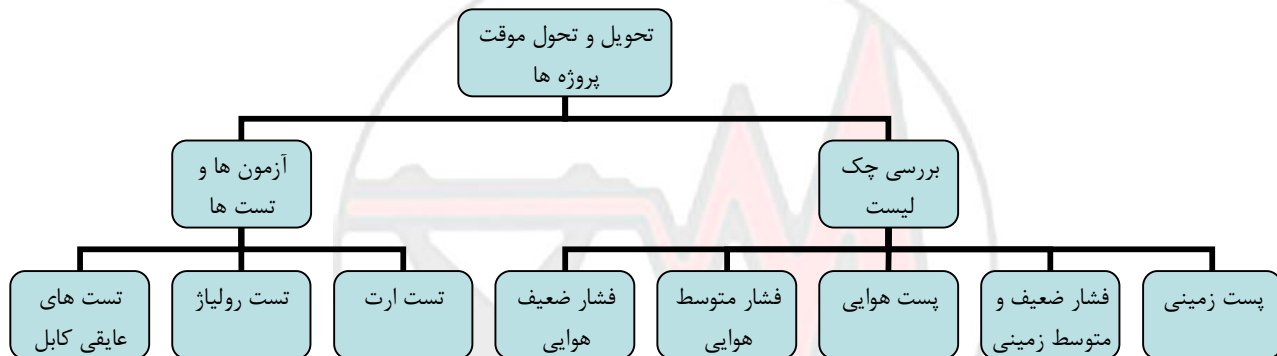 تحویل و تحول موقت
پروژه ها
بررسی چک
لیست
آزمون ها و
تست ها
پست زمینی
فشار ضعیف و
متوسط زمینی
پست هوایی
فشار متوسط
هوایی
فشار ضعیف
هوایی
تست ارت
تست رولیاژ
تست های
عایقی کابل